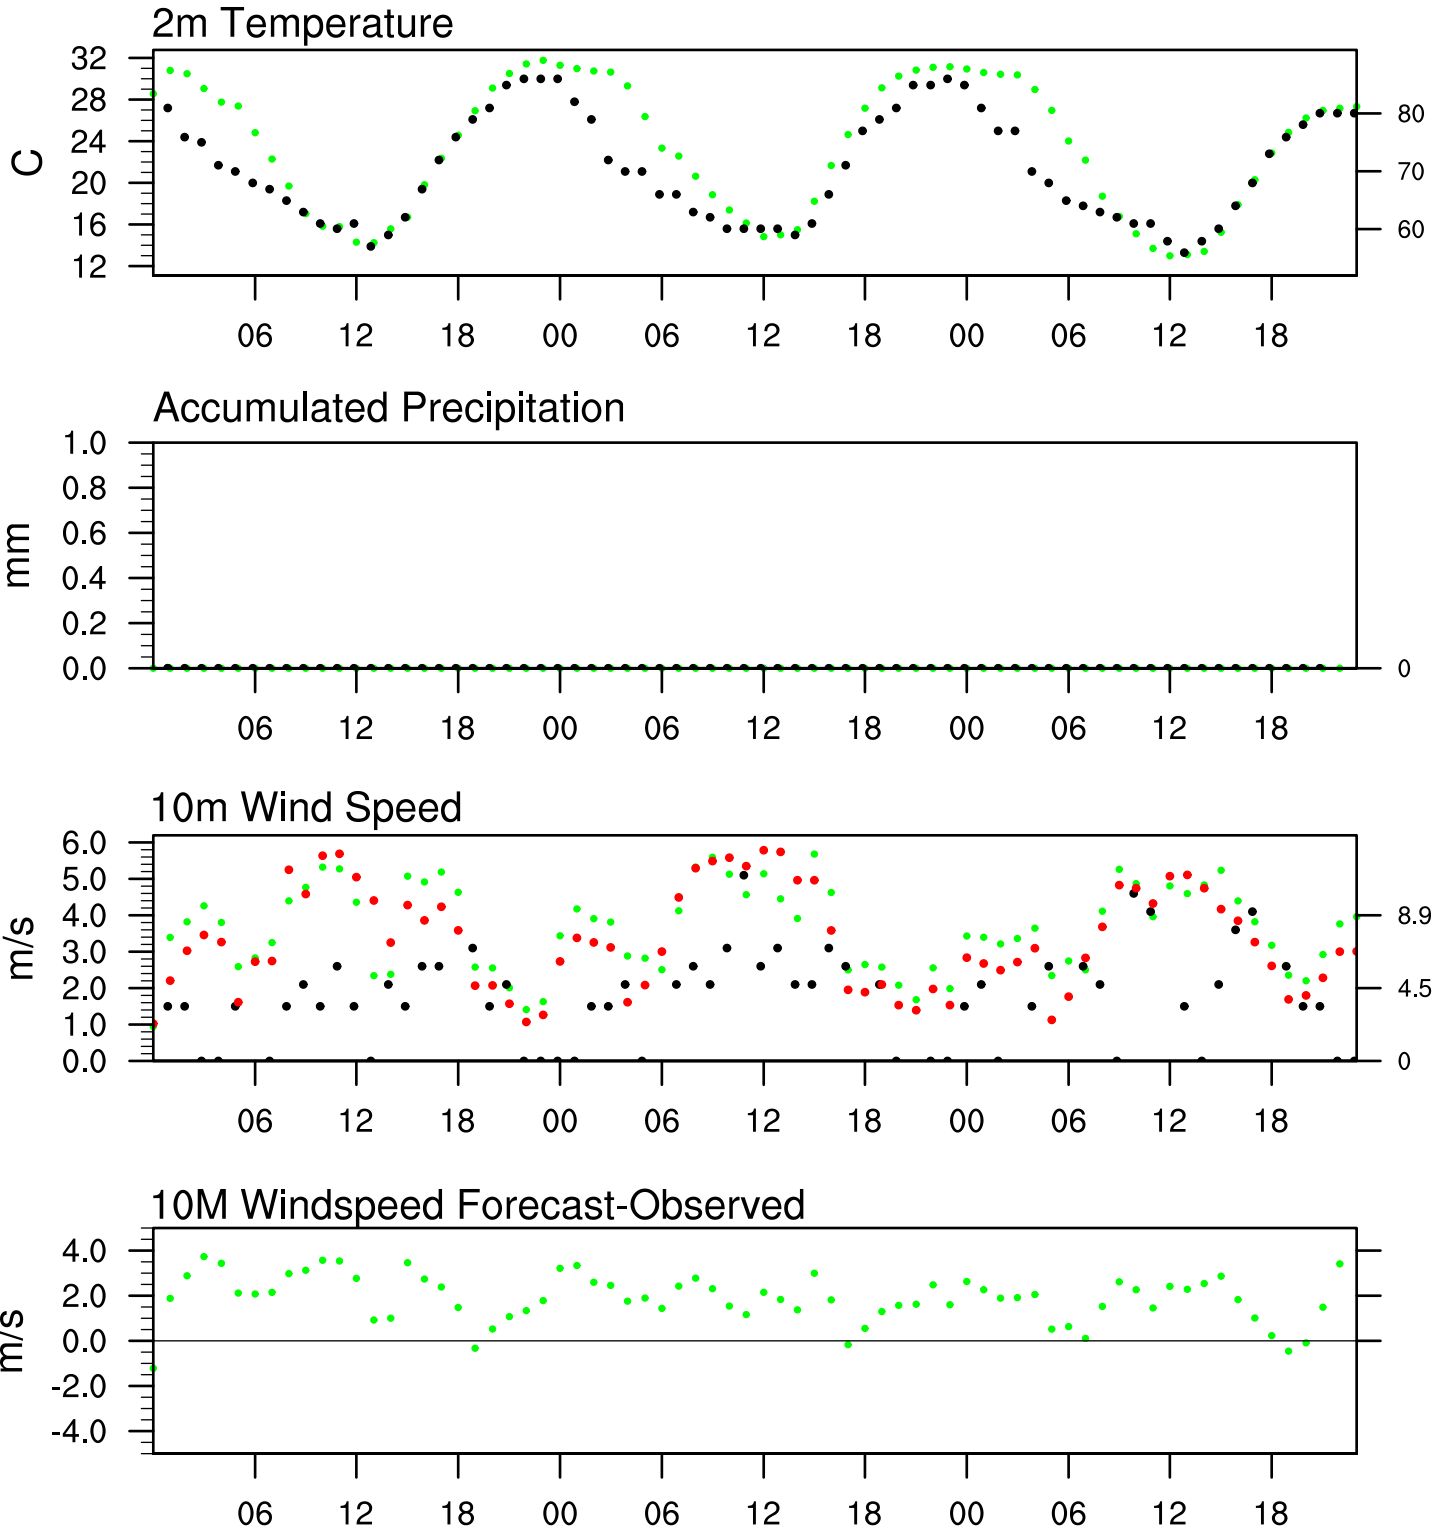 2m Temperature
32
28
24
20
16
12
C
80
70
60
06 12 18 00 06 12 18 00 06 12 18
Accumulated Precipitation
1.0
0.8
0.6
0.4
0.2
0.0
mm
0
06 12 18 00 06 12 18 00 06 12 18
10m Wind Speed
6.0
5.0
4.0
3.0
2.0
1.0
0.0
m/s
8.9
4.5
0
06 12 18 00 06 12 18 00 06 12 18
10M Windspeed Forecast-Observed
4.0
2.0
0.0
-2.0
-4.0
m/s
06 12 18 00 06 12 18 00 06 12 18